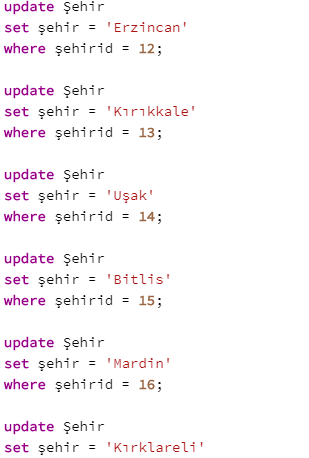 update Şehir
set şehir = 'Erzincan'
where şehirid = 12;
update Şehir
set şehir = 'Kırıkkale'
where şehirid = 13;
update Şehir
set şehir = 'Uşak'
where şehirid = 14;
update Şehir
set şehir = 'Bitlis'
where şehirid = 15;
update Şehir
set şehir = 'Mardin'
where şehirid = 16;
update Şehir
set şehir = 'Kırklareli'